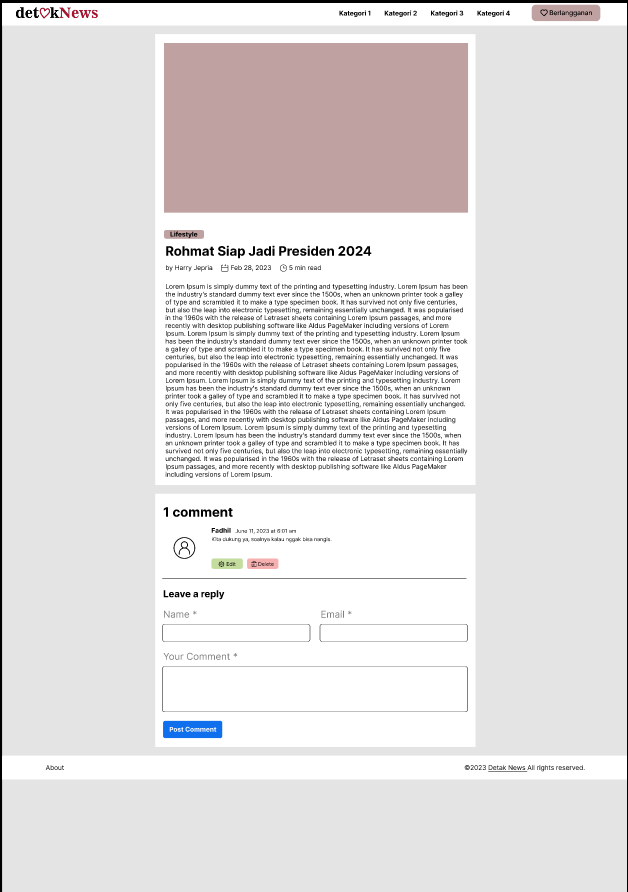 det♡kNews
Kategori 1 Kategori 2 Kategori 3 Kategori 4 Berlangganan
Lifestyle
Rohmat Siap Jadi Presiden 2024
by Harry Jepria Feb 28, 2023 5 min read
Lorem Ipsum is simply dummy text of the printing and typesetting industry. Lorem Ipsum has been
the industry's standard dummy text ever since the 1500s, when an unknown printer took a galley
of type and scrambled it to make a type specimen book. It has survived not only five centuries,
but also the leap into electronic typesetting, remaining essentially unchanged. It was popularised
in the 1960s with the release of Letraset sheets containing Lorem Ipsum passages, and more
recently with desktop publishing software like Aldus PageMaker including versions of Lorem
Ipsum. Lorem Ipsum is simply dummy text of the printing and typesetting industry. Lorem Ipsum
has been the industry's standard dummy text ever since the 1500s, when an unknown printer took
a galley of type and scrambled it to make a type specimen book. It has survived not only five
centuries, but also the leap into electronic typesetting, remaining essentially unchanged. It was
popularised in the 1960s with the release of Letraset sheets containing Lorem Ipsum passages,
and more recently with desktop publishing software like Aldus PageMaker including versions of
Lorem Ipsum. Lorem Ipsum is simply dummy text of the printing and typesetting industry. Lorem
Ipsum has been the industry's standard dummy text ever since the 1500s, when an unknown
printer took a galley of type and scrambled it to make a type specimen book. It has survived not
only five centuries, but also the leap into electronic typesetting, remaining essentially unchanged.
It was popularised in the 1960s with the release of Letraset sheets containing Lorem Ipsum
passages, and more recently with desktop publishing software like Aldus PageMaker including
versions of Lorem Ipsum. Lorem Ipsum is simply dummy text of the printing and typesetting
industry. Lorem Ipsum has been the industry's standard dummy text ever since the 1500s, when
an unknown printer took a galley of type and scrambled it to make a type specimen book. It has
survived not only five centuries, but also the leap into electronic typesetting, remaining essentially
unchanged. It was popularised in the 1960s with the release of Letraset sheets containing Lorem
Ipsum passages, and more recently with desktop publishing software like Aldus PageMaker
including versions of Lorem Ipsum.
1 comment
Fadhil June 11, 2023 at 6:01 am
Kita dukung ya, soalnya kalau nggak bisa nangis.
Edit Delete
Leave a reply
Name * Email *
Your Comment *
Post Comment
About ©2023 Detak News All rights reserved.